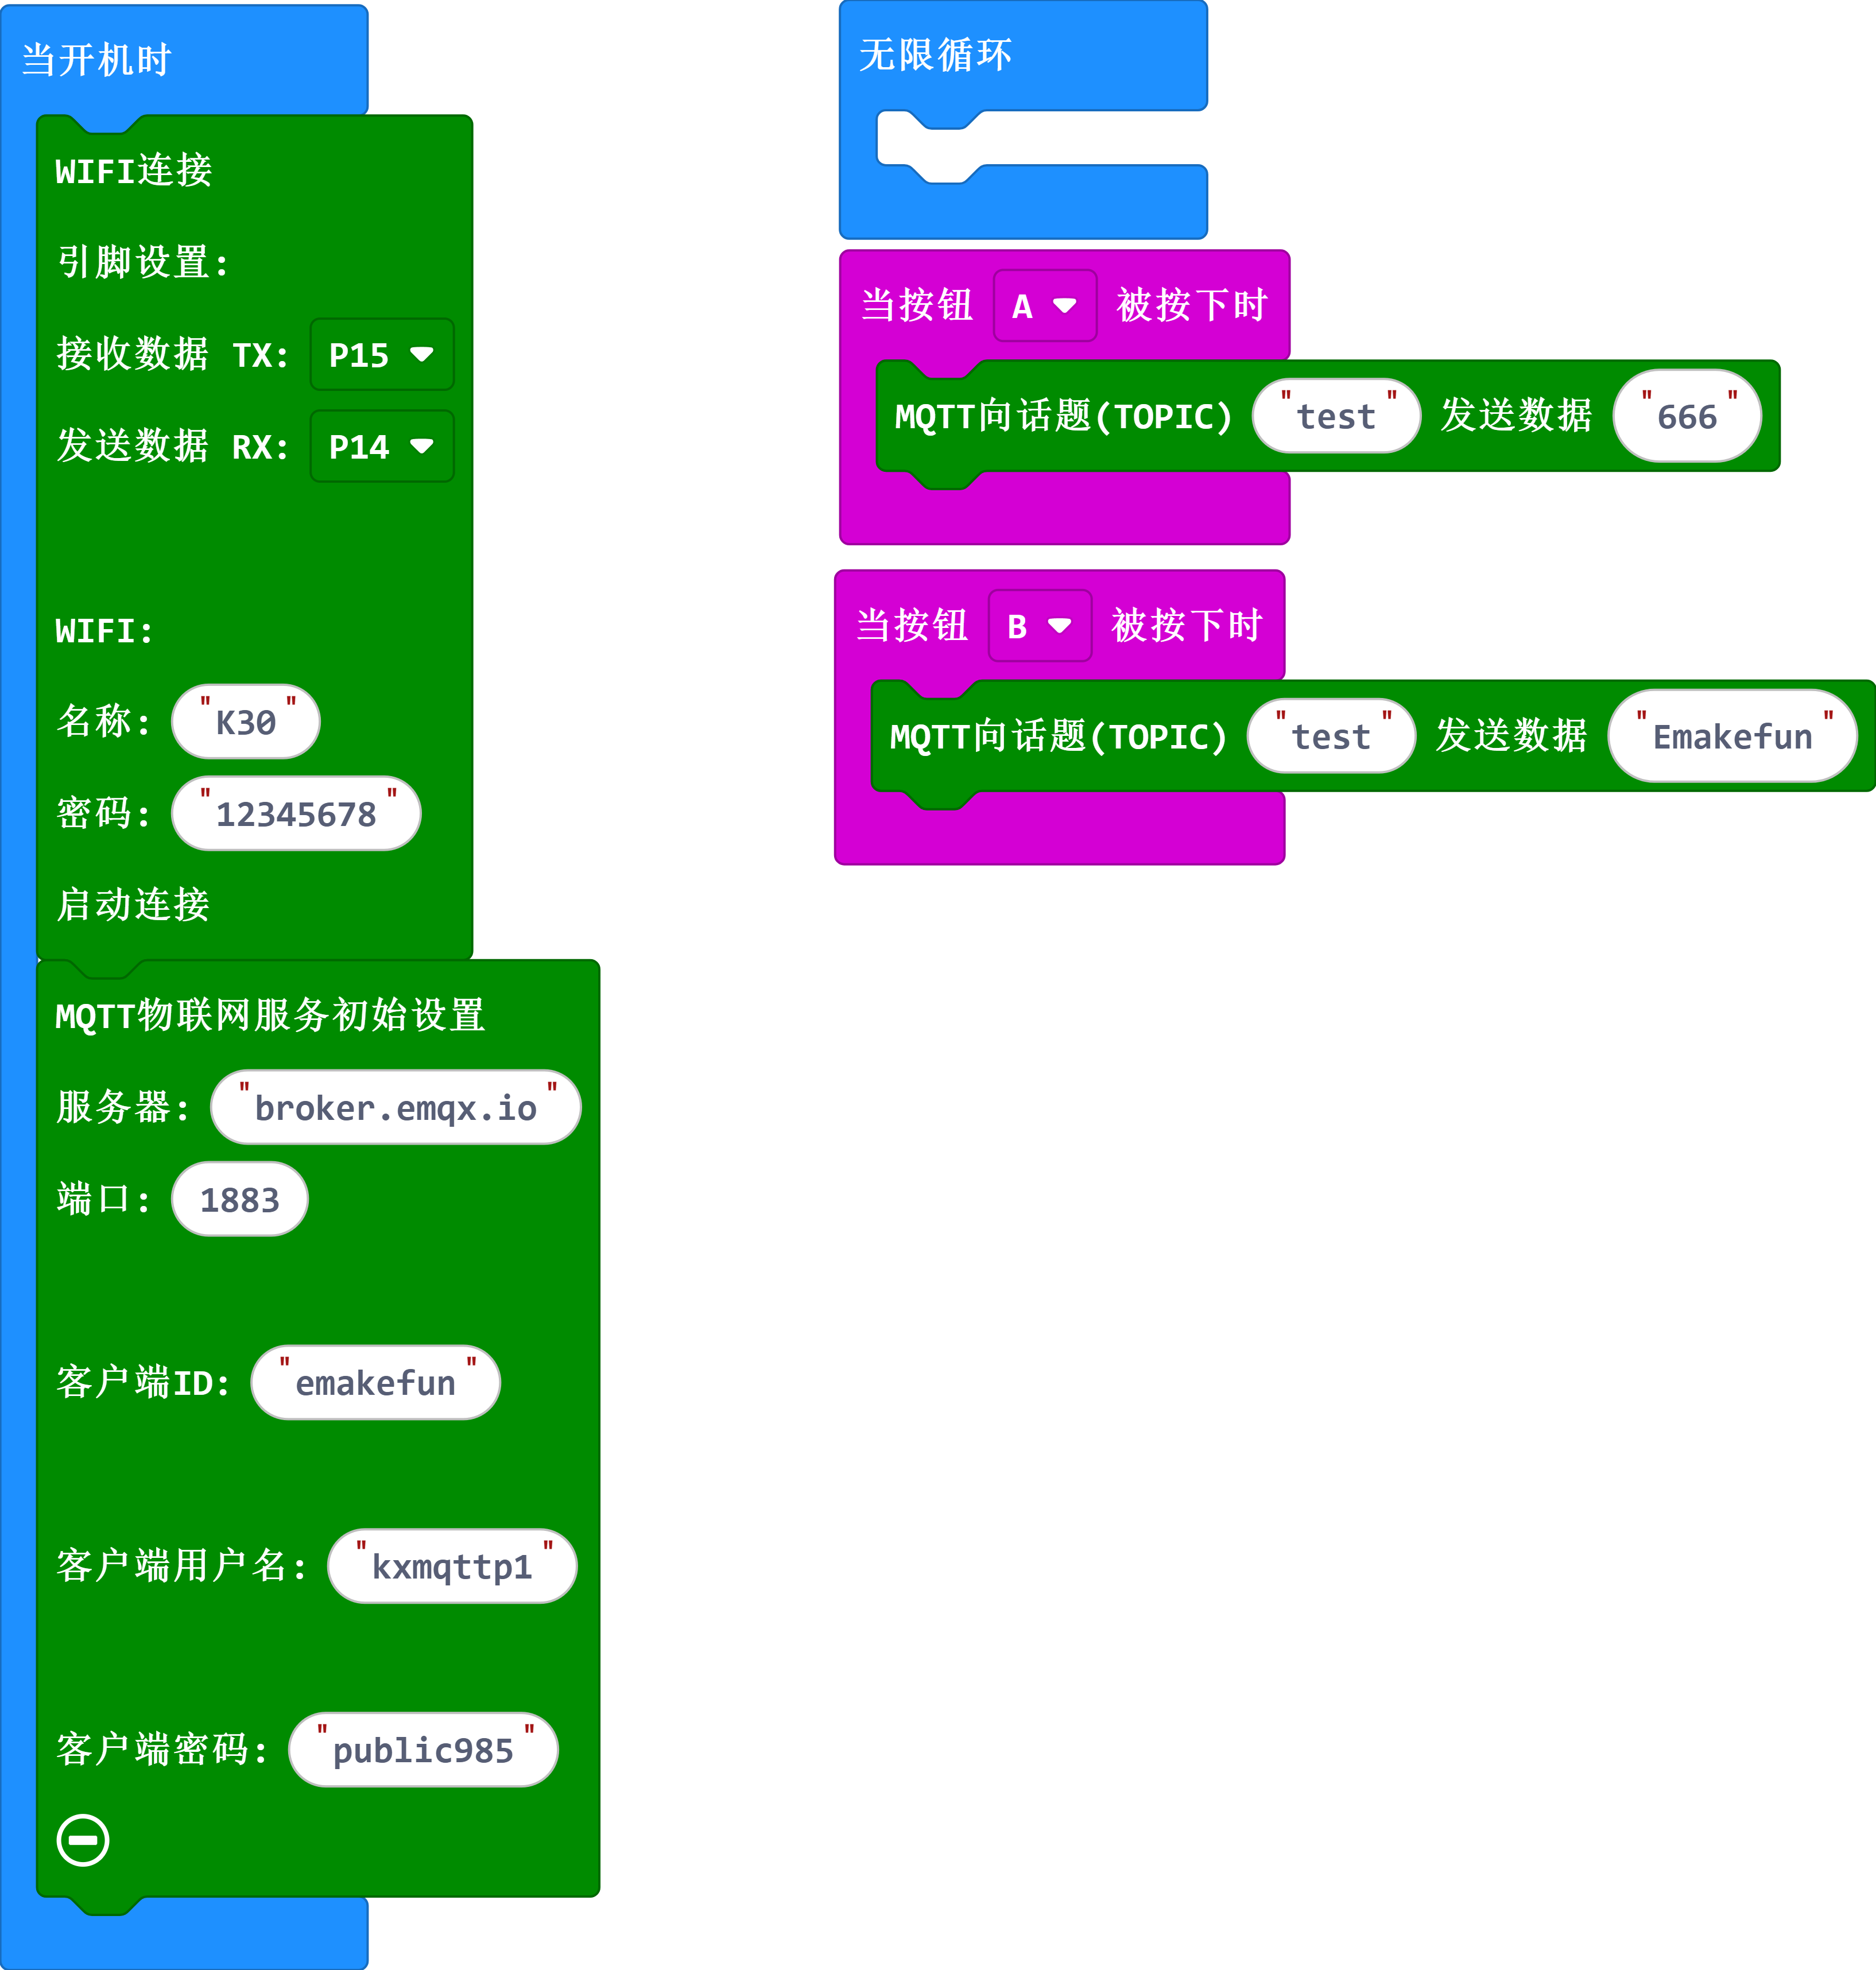 当开机时
WIFI连接
引脚设置:
接收数据 TX: P15
发送数据 RX: P14
WIFI:
名称: "K30"
密码: "12345678"
启动连接
MQTT物联网服务初始设置
服务器: "broker.emqx.io"
端口: 1883
客户端ID: "emakefun"
客户端用户名: "kxmqttp1"
客户端密码: "public985"
无限循环
当按钮 A 被按下时
MQTT向话题(TOPIC) "test" 发送数据 "666"
当按钮 B 被按下时
MQTT向话题(TOPIC) "test" 发送数据 "Emakefun"